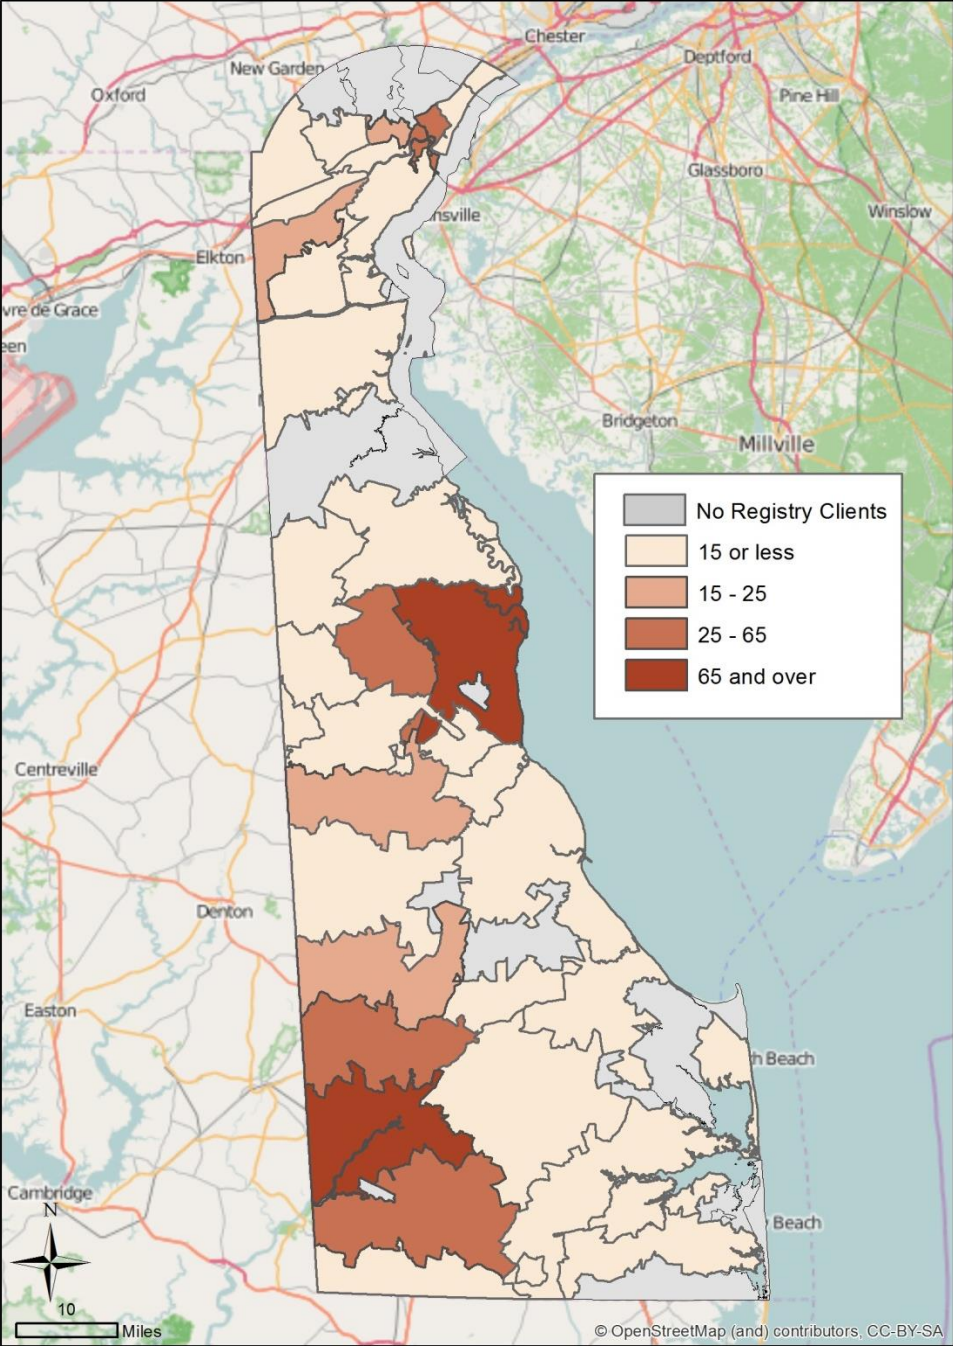 Chester
New Garden
Deptford
Oxford
Pine Hill
Glassboro
nsville
Winslow
Elkton
vre de Grace
een
Bridgeton
Millville
No Registry Clients
15 or less
15 - 25
25 - 65
65 and over
Centreville
Denton
Easton
h Beach
Cambridge
N
Beach
10
Miles
© OpenStreetMap (and) contributors, CC-BY-SA